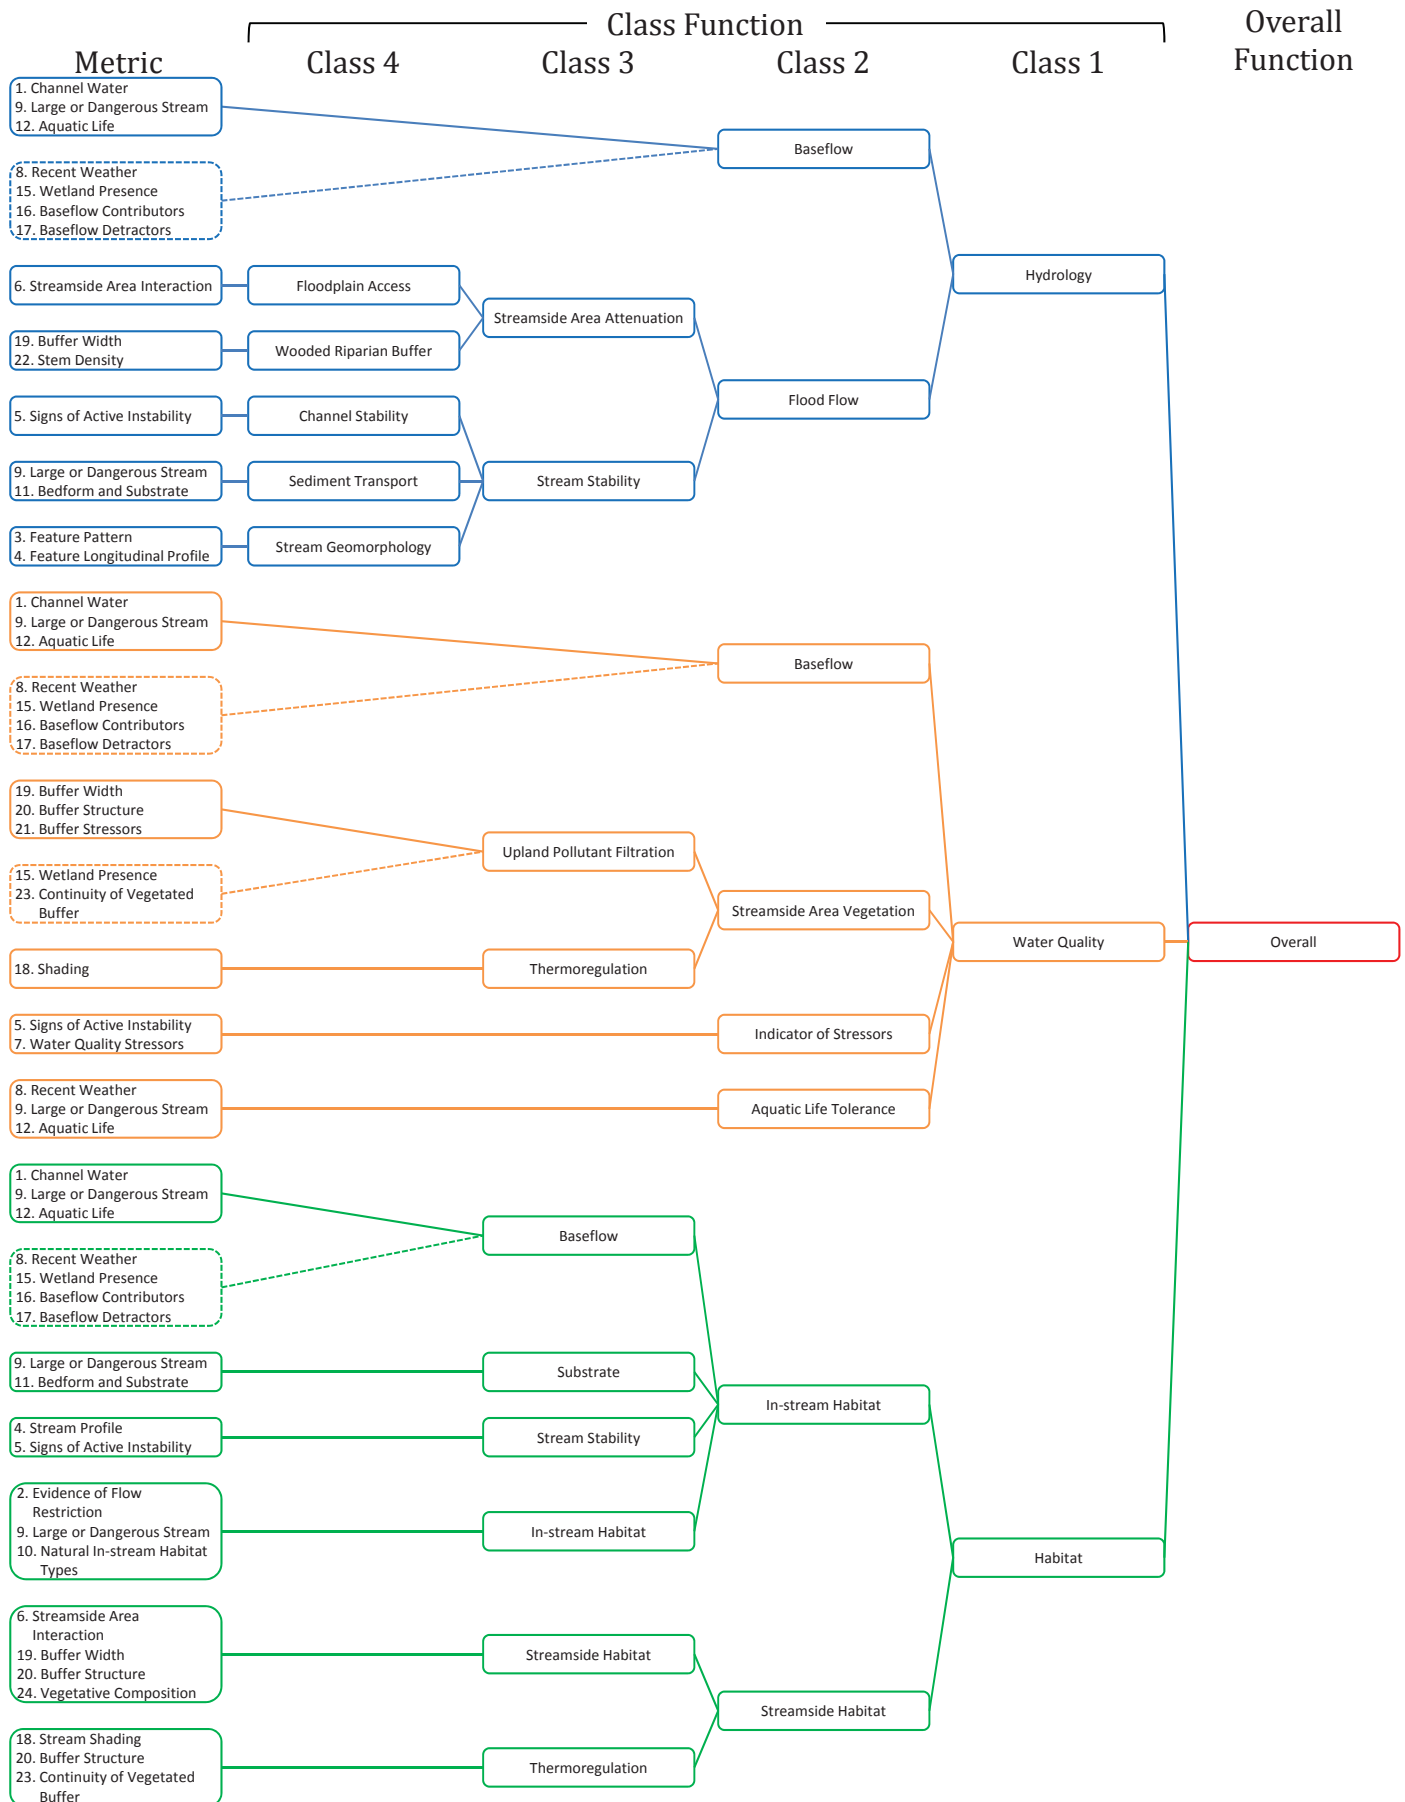 Class Function
Overall
Function
Metric
Class 4
Class 3
Class 2
Class 1
1. Channel Water
9. Large or Dangerous Stream
12. Aquatic Life
Baseflow
8. Recent Weather
15. Wetland Presence
16. Baseflow Contributors
17. Baseflow Detractors
Hydrology
6. Streamside Area Interaction
Floodplain Access
Streamside Area Attenuation
19. Buffer Width
22. Stem Density
Wooded Riparian Buffer
Flood Flow
5. Signs of Active Instability
Channel Stability
9. Large or Dangerous Stream
11. Bedform and Substrate
Sediment Transport
Stream Stability
3. Feature Pattern
4. Feature Longitudinal Profile
Stream Geomorphology
1. Channel Water
9. Large or Dangerous Stream
12. Aquatic Life
Baseflow
8. Recent Weather
15. Wetland Presence
16. Baseflow Contributors
17. Baseflow Detractors
19. Buffer Width
20. Buffer Structure
21. Buffer Stressors
Upland Pollutant Filtration
15. Wetland Presence
23. Continuity of Vegetated
Buffer
Streamside Area Vegetation
Water Quality
Overall
18. Shading
Thermoregulation
5. Signs of Active Instability
7. Water Quality Stressors
Indicator of Stressors
8. Recent Weather
9. Large or Dangerous Stream
12. Aquatic Life
Aquatic Life Tolerance
1. Channel Water
9. Large or Dangerous Stream
12. Aquatic Life
Baseflow
8. Recent Weather
15. Wetland Presence
16. Baseflow Contributors
17. Baseflow Detractors
9. Large or Dangerous Stream
11. Bedform and Substrate
Substrate
In-stream Habitat
4. Stream Profile
5. Signs of Active Instability
Stream Stability
2. Evidence of Flow
Restriction
9. Large or Dangerous Stream
10. Natural In-stream Habitat
Types
In-stream Habitat
Habitat
6. Streamside Area
Interaction
19. Buffer Width
20. Buffer Structure
24. Vegetative Composition
Streamside Habitat
Streamside Habitat
18. Stream Shading
20. Buffer Structure
23. Continuity of Vegetated
Buffer
Thermoregulation